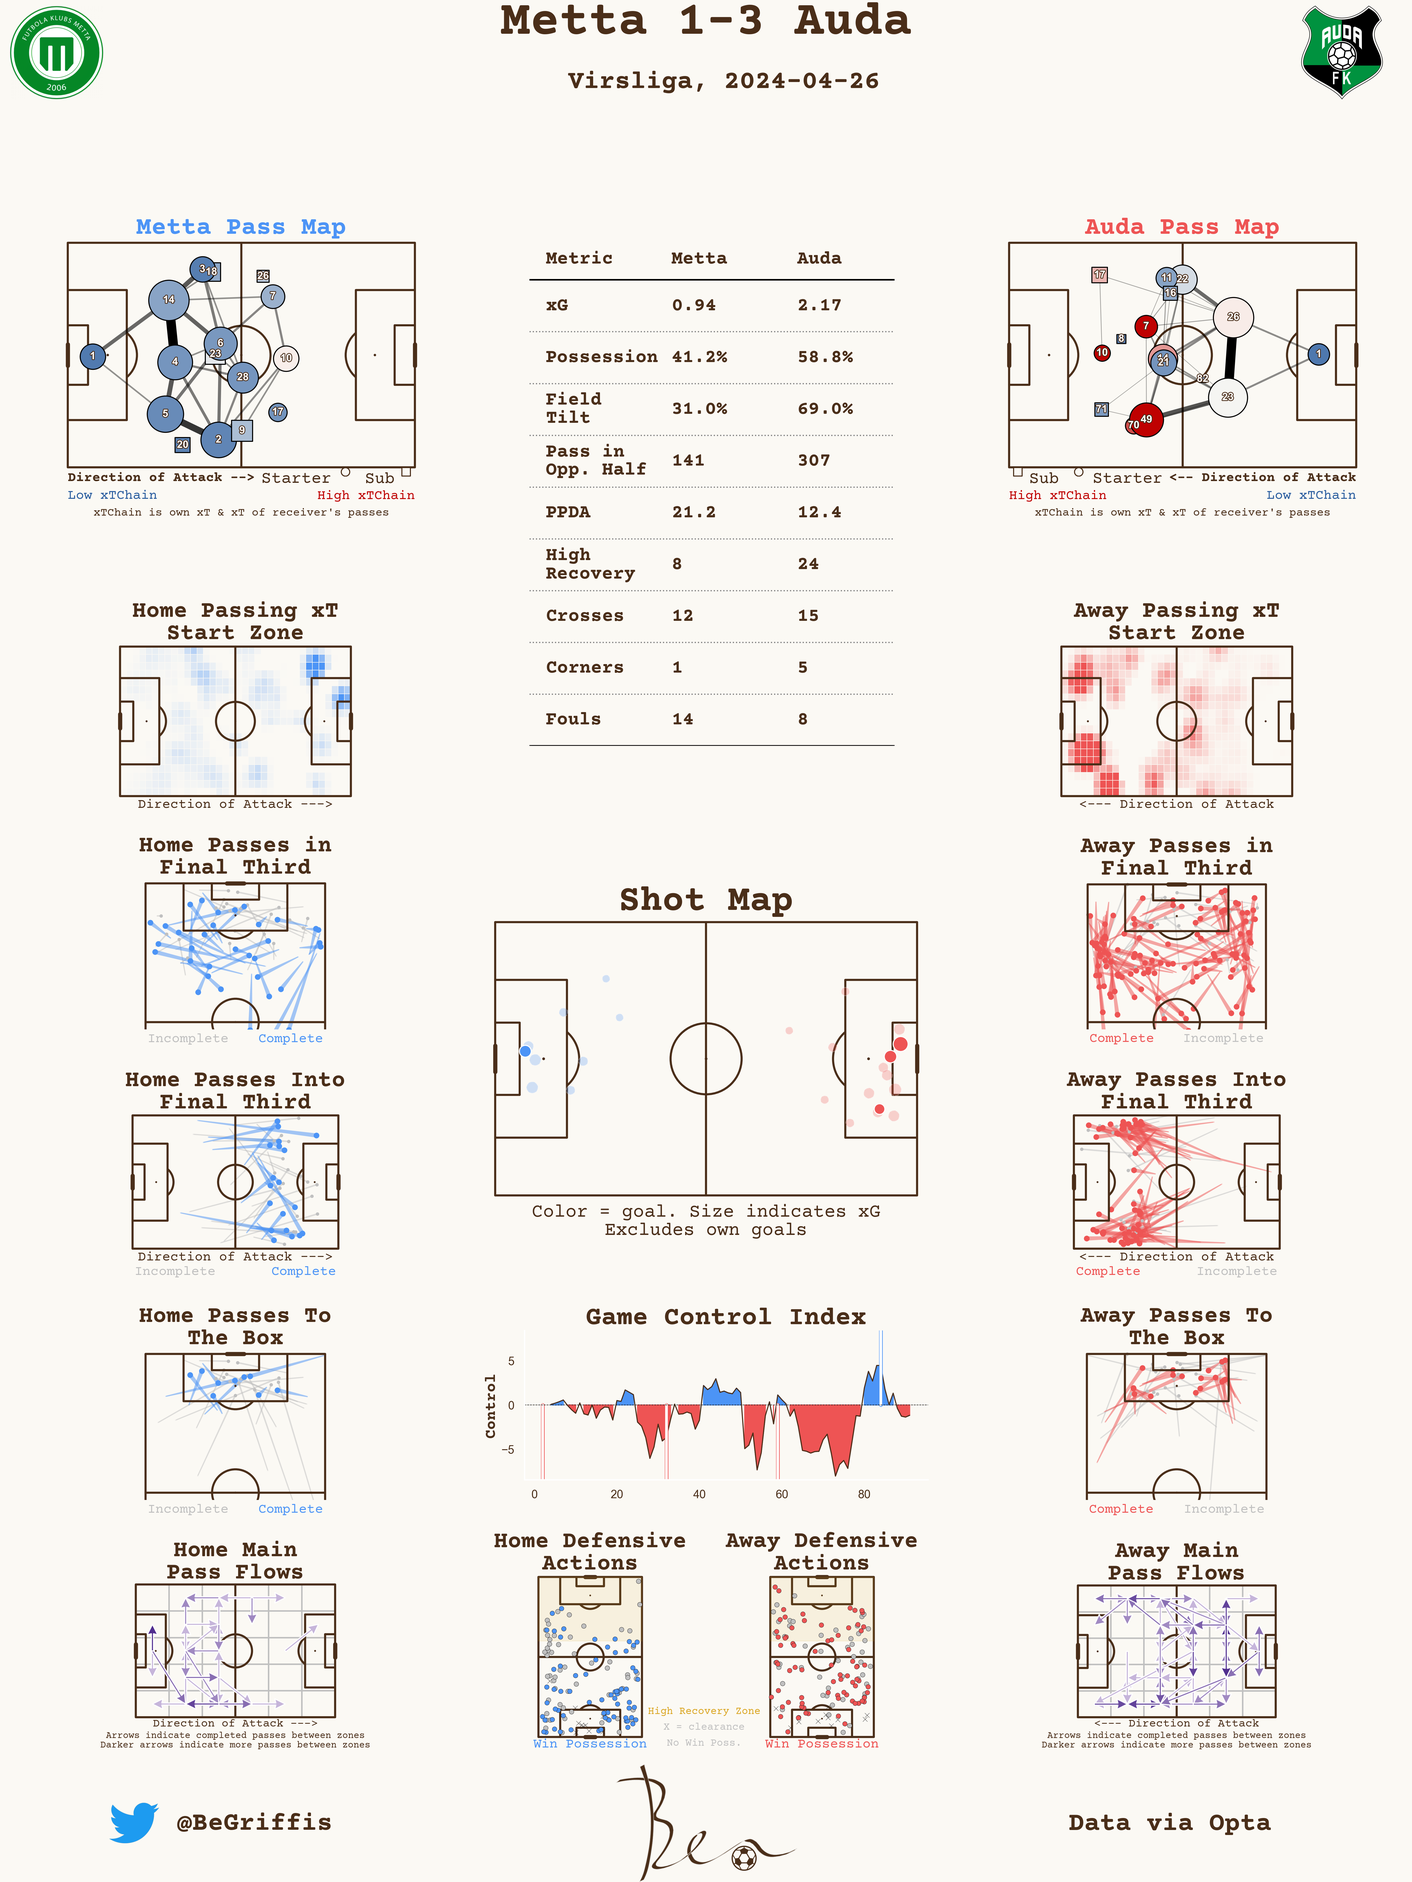 Metta 1-3 Auda
Virsliga, 2024-04-26
FUTBOLA KLUBS METTA
2006
AUDA
FK
Metta Pass Map
1
14
3
18
26
7
6
23
4
10
28
5
17
9
2
20
Direction of Attack --> Starter Sub
Low xTChain High xTChain
xTChain is own xT & xT of receiver's passes
Metric Metta Auda
xG 0.94 2.17
Possession 41.2% 58.8%
Field
Tilt 31.0% 69.0%
Pass in
Opp. Half 141 307
PPDA 21.2 12.4
High
Recovery 8 24
Crosses 12 15
Corners 1 5
Fouls 14 8
Auda Pass Map
17
11
22
16
7
26
8
10
21
1
82
23
71
49
70
Sub Starter <-- Direction of Attack
High xTChain Low xTChain
xTChain is own xT & xT of receiver's passes
Home Passing xT
Start Zone
Direction of Attack --->
Away Passing xT
Start Zone
<--- Direction of Attack
Home Passes in
Final Third
Incomplete Complete
Away Passes in
Final Third
Complete Incomplete
Shot Map
Color = goal. Size indicates xG
Excludes own goals
Home Passes Into
Final Third
Direction of Attack --->
Incomplete Complete
Away Passes Into
Final Third
<--- Direction of Attack
Complete Incomplete
Home Passes To
The Box
Incomplete Complete
Game Control Index
Control
5
0
−5
0 20 40 60 80
Away Passes To
The Box
Complete Incomplete
Home Main
Pass Flows
Direction of Attack --->
Arrows indicate completed passes between zones
Darker arrows indicate more passes between zones
Home Defensive
Actions
Win Possession
Away Defensive
Actions
Win Possession
High Recovery Zone
X = clearance
No Win Poss.
Away Main
Pass Flows
<--- Direction of Attack
Arrows indicate completed passes between zones
Darker arrows indicate more passes between zones
@BeGriffis
Ben
Data via Opta